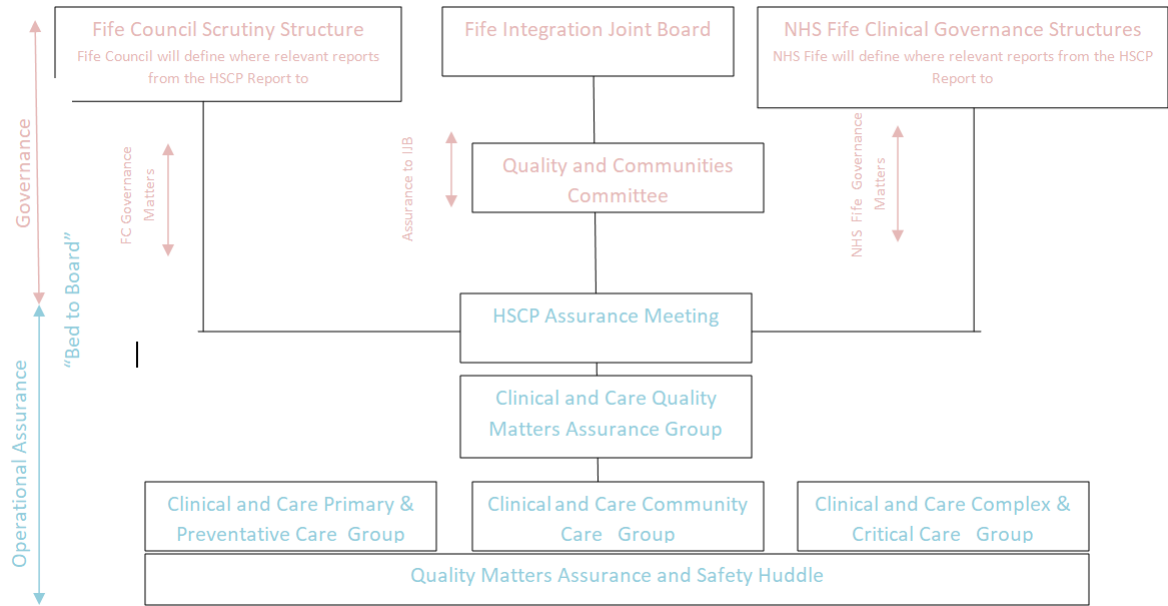 Fife Council Scrutiny Structure
Fife Council will define where relevant reports
from the HSCP Report to
Fife Integration Joint Board
NHS Fife Clinical Governance Structures
NHS Fife will define where relevant reports from the HSCP
Report to
Governance
FC Governance
Matters
Assurance to IJB
Quality and Communities
Committee
NHS Fife Governance
Matters
"Bed to Board"
HSCP Assurance Meeting
Operational Assurance
Clinical and Care Quality
Matters Assurance Group
Clinical and Care Primary &
Preventative Care Group
Clinical and Care Community
Care Group
Clinical and Care Complex &
Critical Care Group
Quality Matters Assurance and Safety Huddle